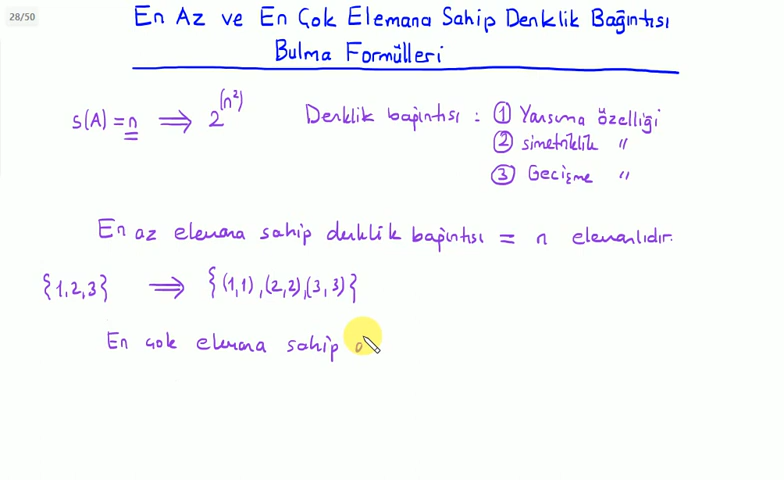 28/50
En Az ve En Çok Elemana Sahip Denklik Bağıntısı
Bulma Formülleri
s(A) = n ⇒ 2^(n²) Denklik bağıntısı : ① Yansıma özelliği
② simetriklik "
③ Geçişme "
En az elemana sahip denklik bağıntısı = n elemanlıdır.
{1,2,3} ⇒ {(1,1),(2,2),(3,3)}
En çok elemana sahip